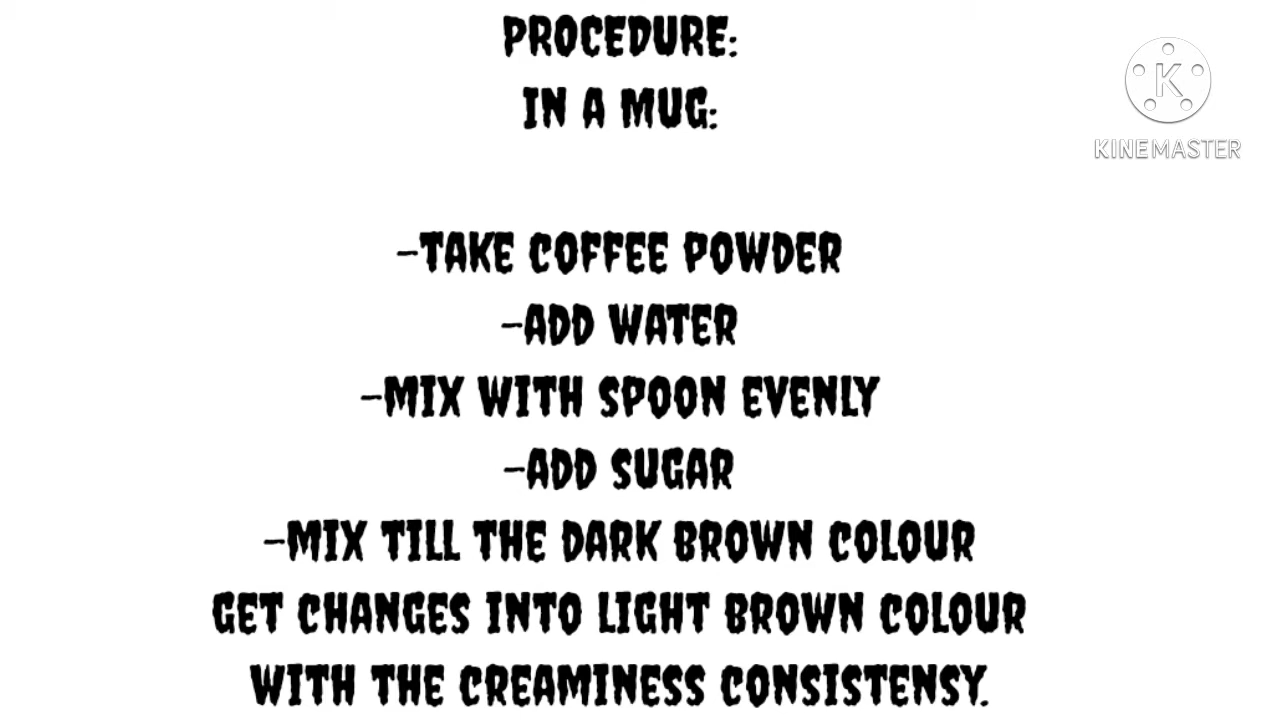 PROCEDURE:
IN A MUG:
-TAKE COFFEE POWDER
-ADD WATER
-MIX WITH SPOON EVENLY
-ADD SUGAR
-MIX TILL THE DARK BROWN COLOUR
GET CHANGES INTO LIGHT BROWN COLOUR
WITH THE CREAMINESS CONSISTENSY.
K
KINEMASTER